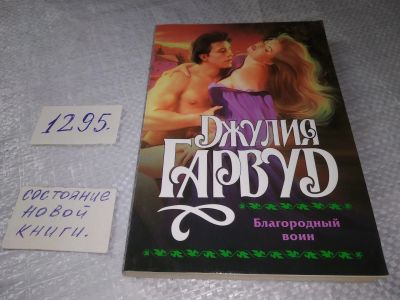 1295.
СОСТОЯНИЕ
НОВОЙ
КНИГИ.
ДЖУЛИЯ
ГАРВУД
Благородный
воин